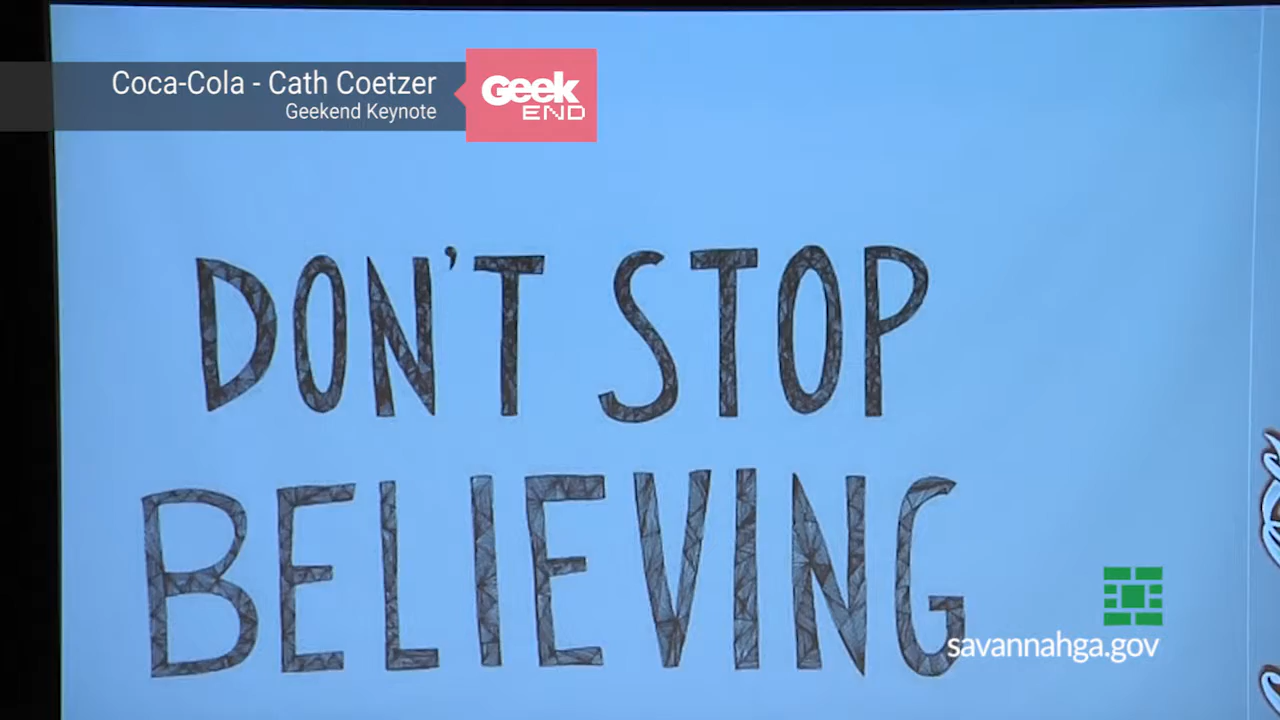 Coca-Cola - Cath Coetzer
Geekend Keynote
Geek
END
DON'T STOP
BELIEVING
savannahga.gov